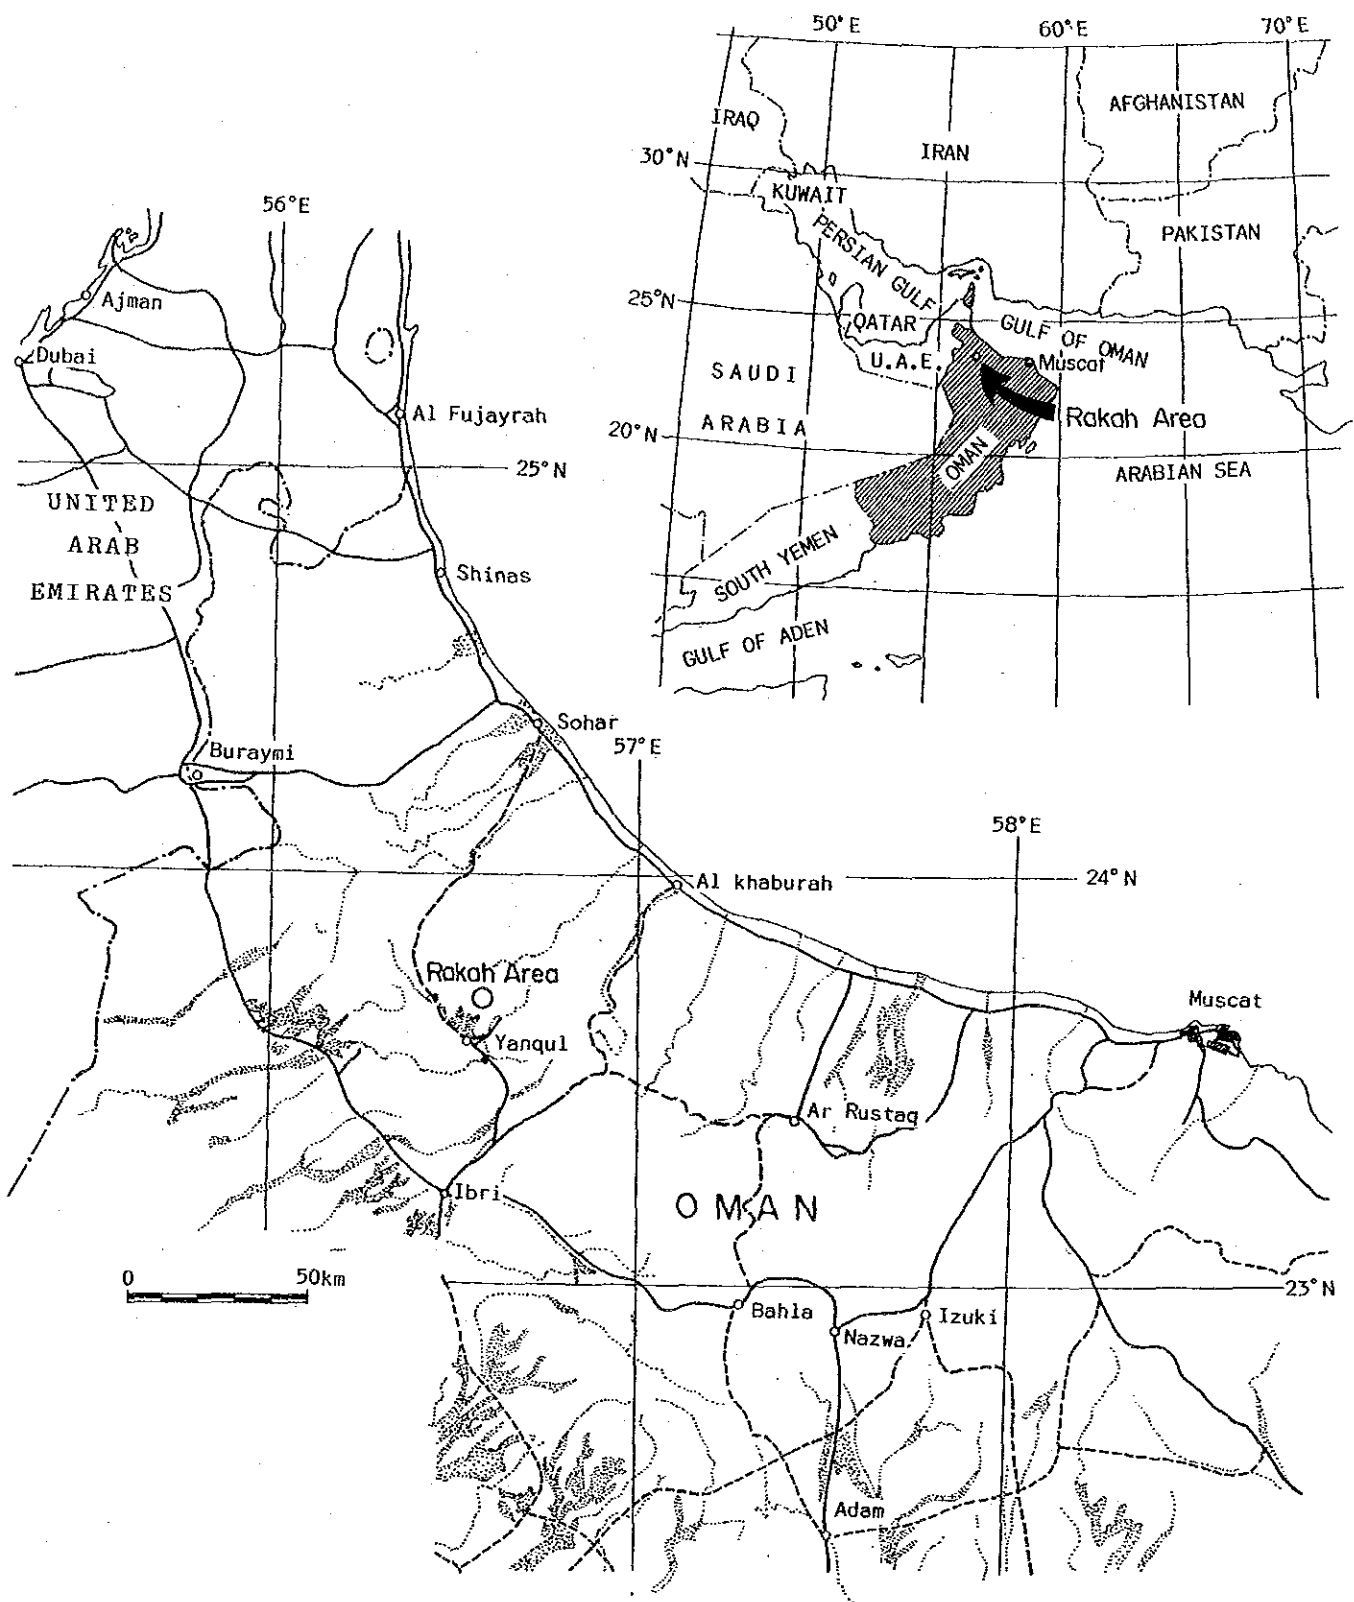 50°E
60°E
70°E
IRAQ
IRAN
AFGHANISTAN
30°N
KUWAIT
PERSIAN GULF
PAKISTAN
25°N
QATAR
GULF OF OMAN
U.A.E.
Muscat
SAUDI
ARABIA
Rakah Area
20°N
OMAN
ARABIAN SEA
SOUTH YEMEN
GULF OF ADEN
56°E
Ajman
Dubai
Al Fujayrah
25°N
UNITED
ARAB
EMIRATES
Shinas
Sohar
57°E
Buraymi
58°E
Al khaburah
24°N
Rakah Area
Muscat
Yanqul
Ar Rustaq
Ibri
OMAN
0
50km
23°N
Bahla
Izuki
Nazwa
Adam